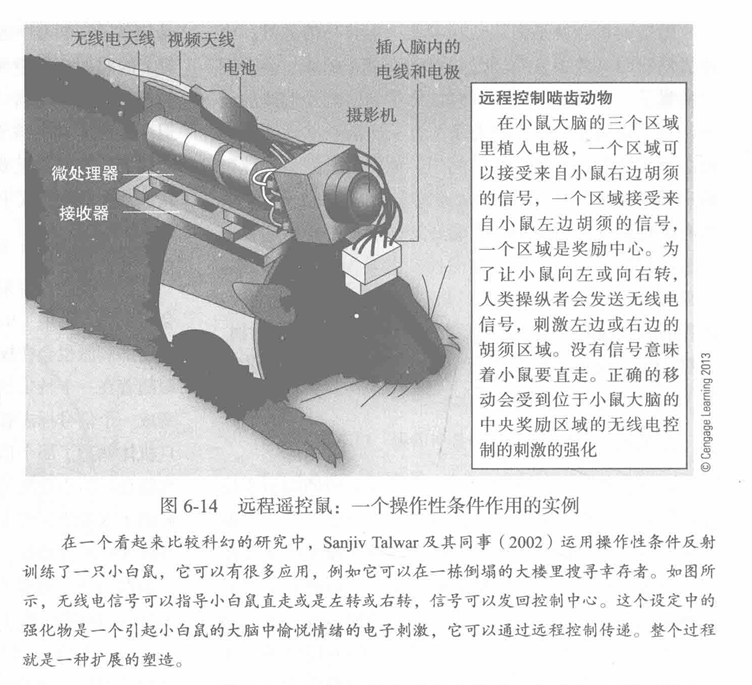 无线电天线 视频天线
电池
插入脑内的
电线和电极
摄影机
微处理器
接收器
远程控制啮齿动物
在小鼠大脑的三个区域
里植入电极，一个区域可
以接受来自小鼠右边胡须
的信号，一个区域接受来
自小鼠左边胡须的信号，
一个区域是奖励中心。为
了让小鼠向左或向右转，
人类操纵者会发送无线电
信号，刺激左边或右边的
胡须区域。没有信号意味
着小鼠要直走。正确的移
动会受到位于小鼠大脑的
中央奖励区域的无线电控
制的刺激的强化
© Cengage Learning 2013
图 6-14 远程遥控鼠：一个操作性条件作用的实例
在一个看起来比较科幻的研究中，Sanjiv Talwar 及其同事（2002）运用操作性条件反射
训练了一只小白鼠，它可以有很多应用，例如它可以在一栋倒塌的大楼里搜寻幸存者。如图所
示，无线电信号可以指导小白鼠直走或是左转或右转，信号可以发回控制中心。这个设定中的
强化物是一个引起小白鼠的大脑中愉悦情绪的电子刺激，它可以通过远程控制传递。整个过程
就是一种扩展的塑造。